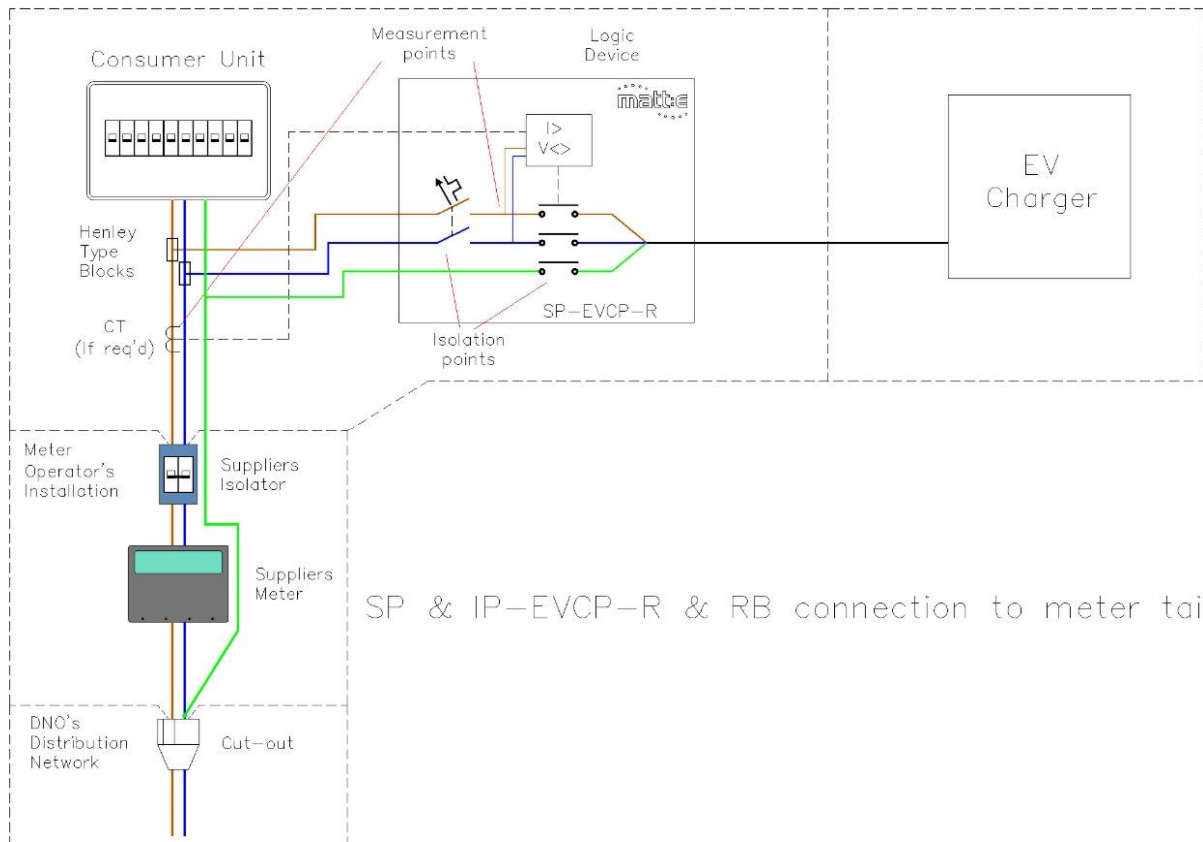 Consumer Unit
Measurement
points
Logic
Device
matt:e
I>
V<>
EV
Charger
Henley
Type
Blocks
CT
(If req'd)
SP-EVCP-R
Isolation
points
Meter
Operator's
Installation
Suppliers
Isolator
Suppliers
Meter
SP & IP-EVCP-R & RB connection to meter tai
DNO's
Distribution
Network
Cut-out